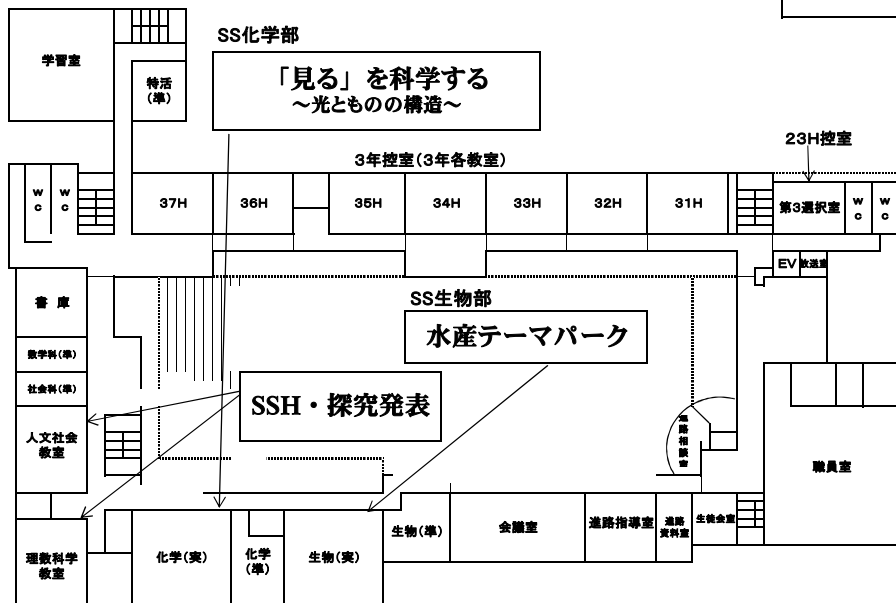 SS化学部
学習室
特活
(準)
「見る」を科学する
～光とものの構造～
23H控室
3年控室(3年各教室)
WC
WC
37H
36H
35H
34H
33H
32H
31H
第3選択室
WC
WC
EV
放送室
書 庫
SS生物部
水産テーマパーク
数学科(準)
社会科(準)
SSH・探究発表
人文社会
教室
進路相談室
職員室
理数科学
教室
化学(実)
化学
(準)
生物(実)
生物(準)
会議室
進路指導室
進路
資料室
生徒会室